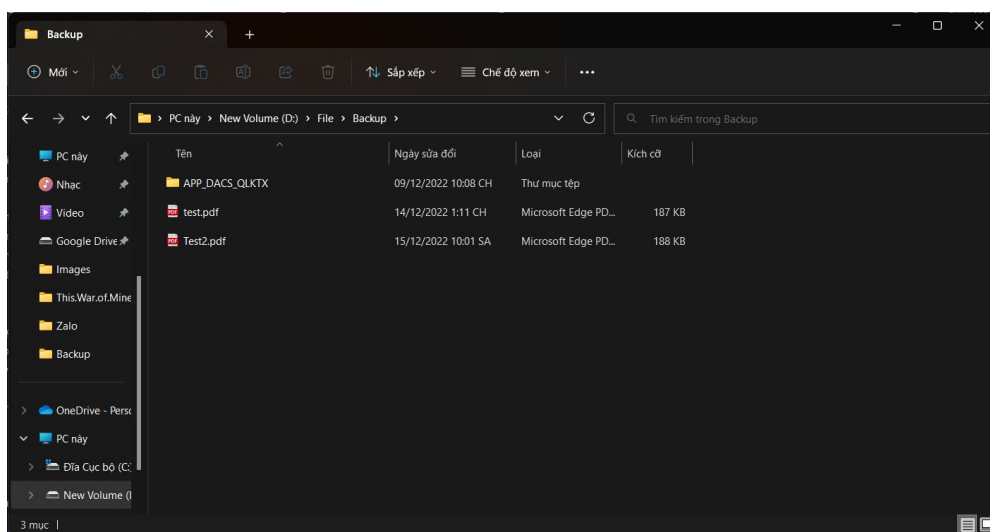 Backup
Mới
Sắp xếp
Chế độ xem
PC này > New Volume (D:) > File > Backup >
Tìm kiếm trong Backup
PC này
Nhạc
Video
Google Drive
Images
This.War.of.Mine
Zalo
Backup
OneDrive - Perso
PC này
Đĩa Cục bộ (C:)
New Volume (
Tên Ngày sửa đổi Loại Kích cỡ
APP_DACS_QLKTX 09/12/2022 10:08 CH Thư mục tệp
test.pdf 14/12/2022 1:11 CH Microsoft Edge PD... 187 KB
Test2.pdf 15/12/2022 10:01 SA Microsoft Edge PD... 188 KB
3 mục